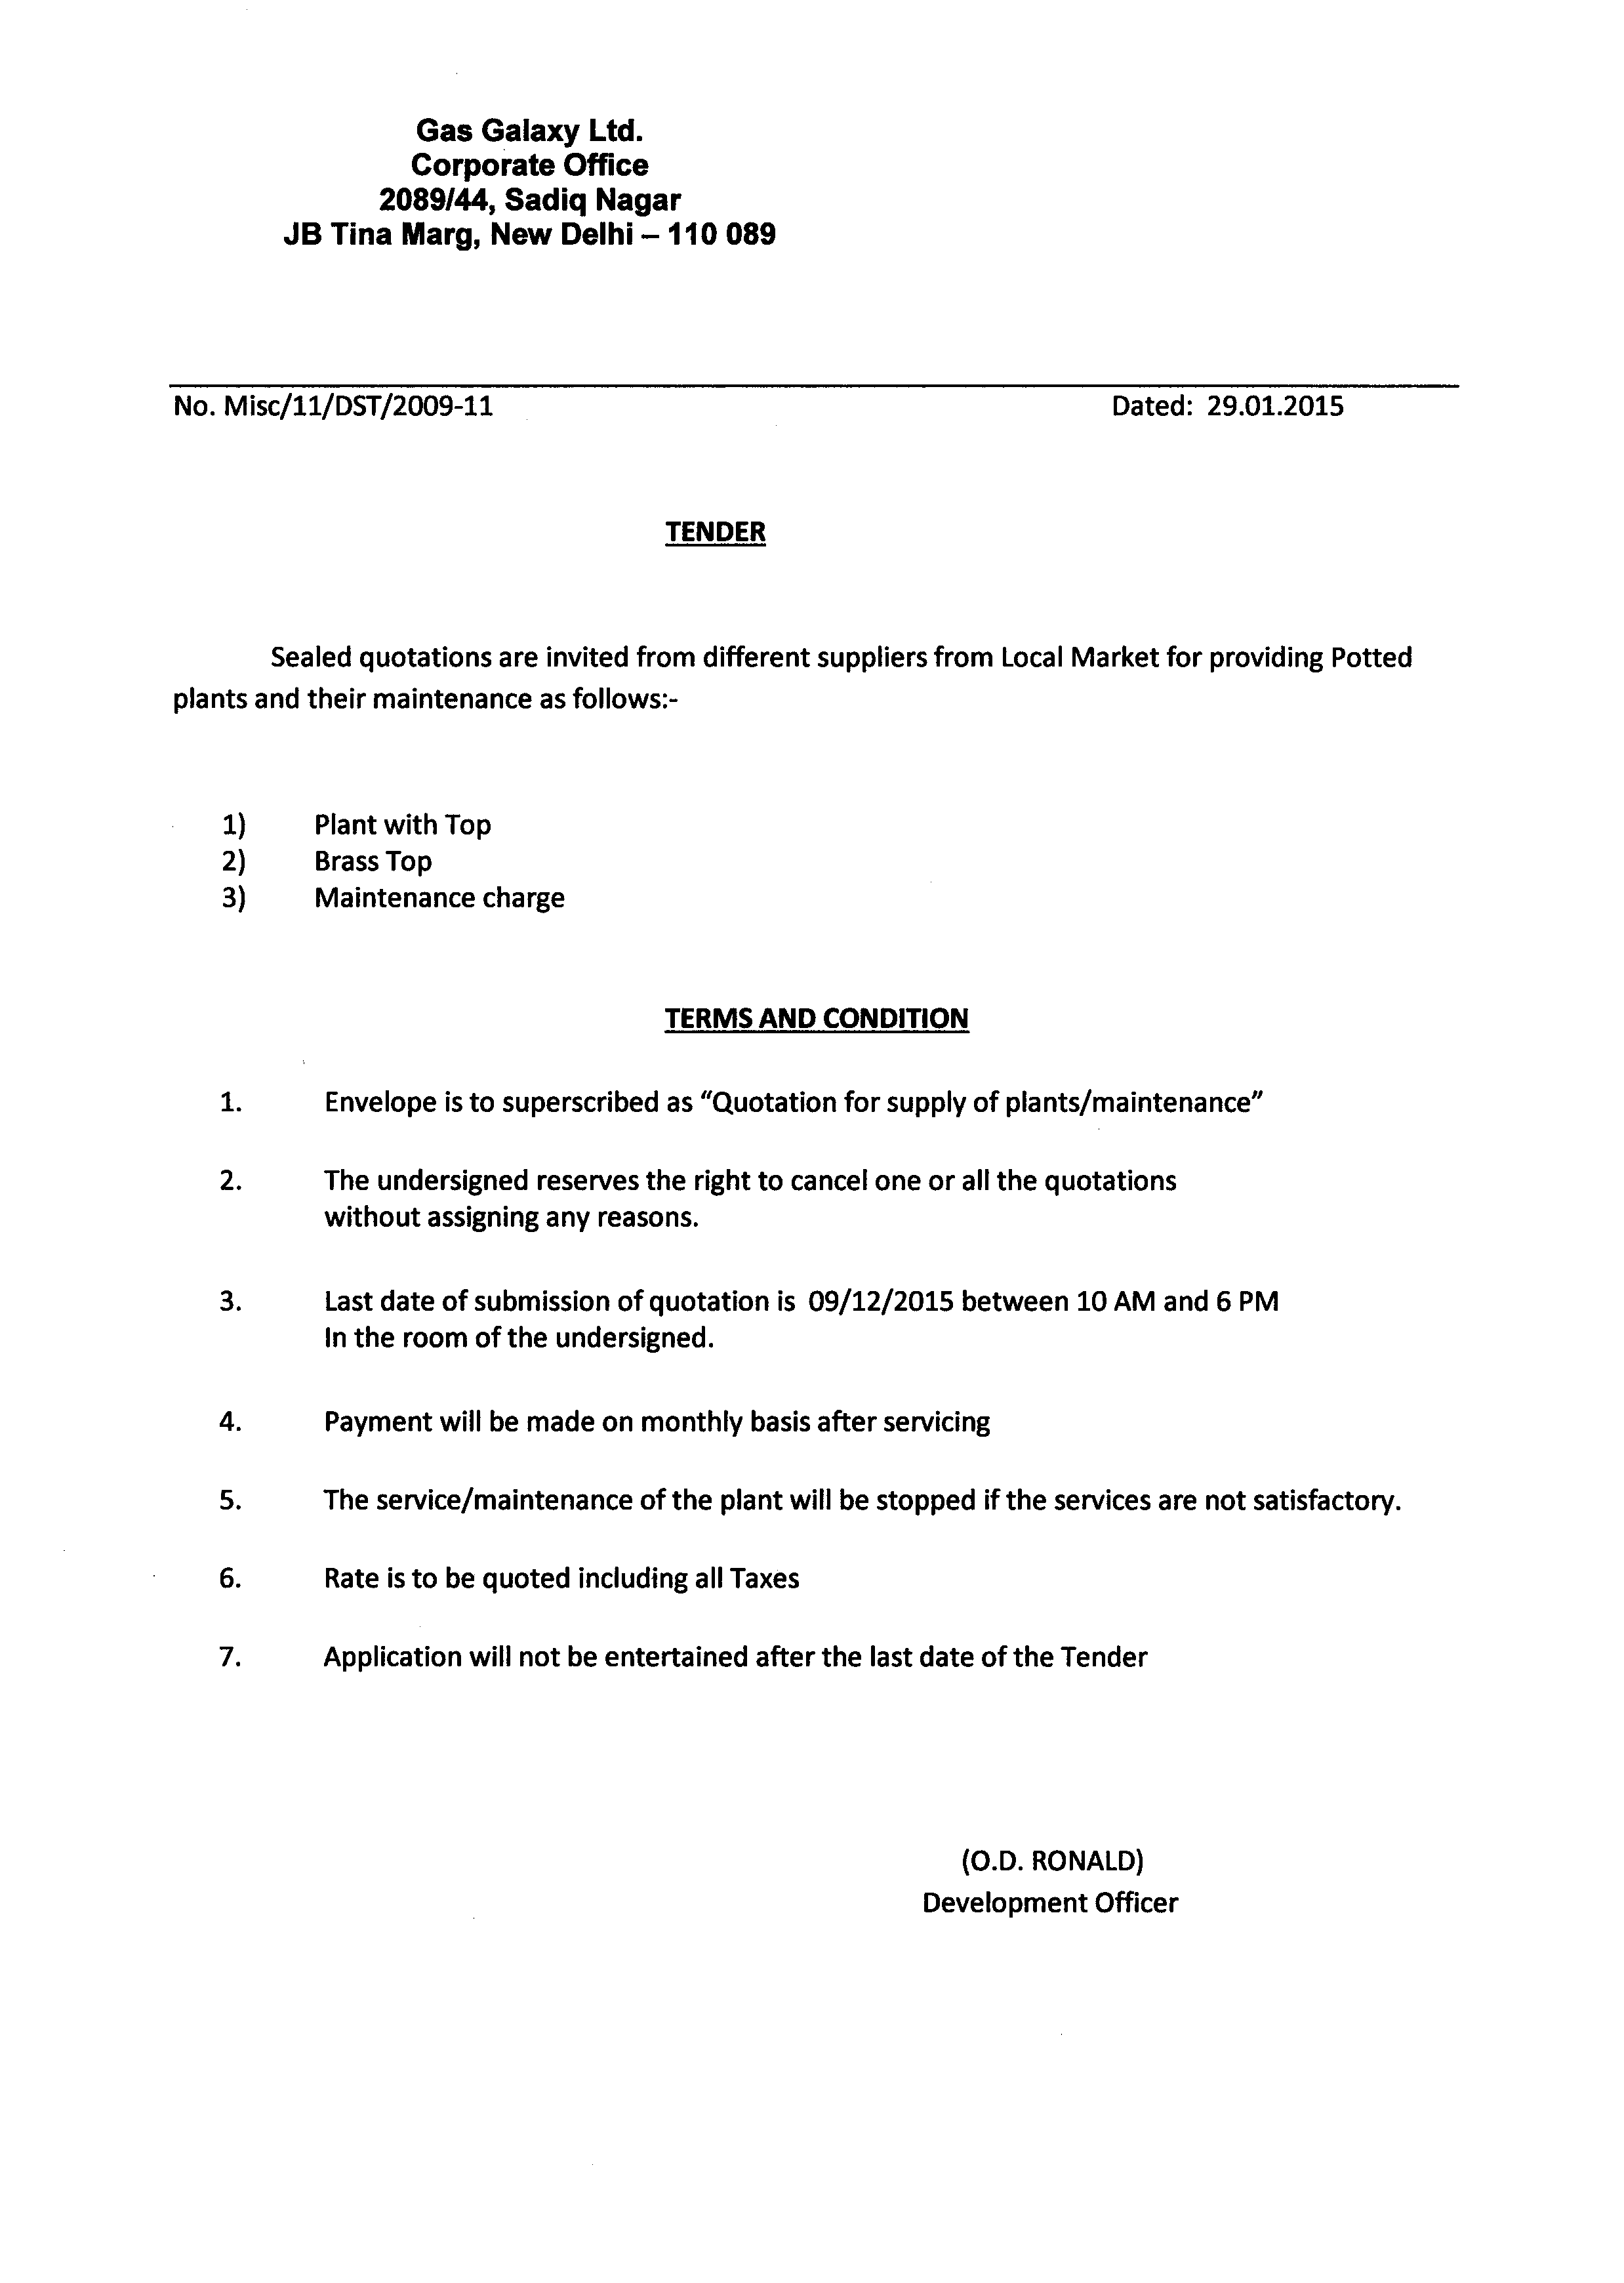 Gas Galaxy Ltd.
Corporate Office
2089/44, Sadiq Nagar
JB Tina Marg, New Delhi – 110 089
No. Misc/11/DST/2009-11 Dated: 29.01.2015
TENDER
Sealed quotations are invited from different suppliers from Local Market for providing Potted
plants and their maintenance as follows:-
1) Plant with Top
2) Brass Top
3) Maintenance charge
TERMS AND CONDITION
1. Envelope is to superscribed as “Quotation for supply of plants/maintenance”
2. The undersigned reserves the right to cancel one or all the quotations
without assigning any reasons.
3. Last date of submission of quotation is 09/12/2015 between 10 AM and 6 PM
In the room of the undersigned.
4. Payment will be made on monthly basis after servicing
5. The service/maintenance of the plant will be stopped if the services are not satisfactory.
6. Rate is to be quoted including all Taxes
7. Application will not be entertained after the last date of the Tender
(O.D. RONALD)
Development Officer